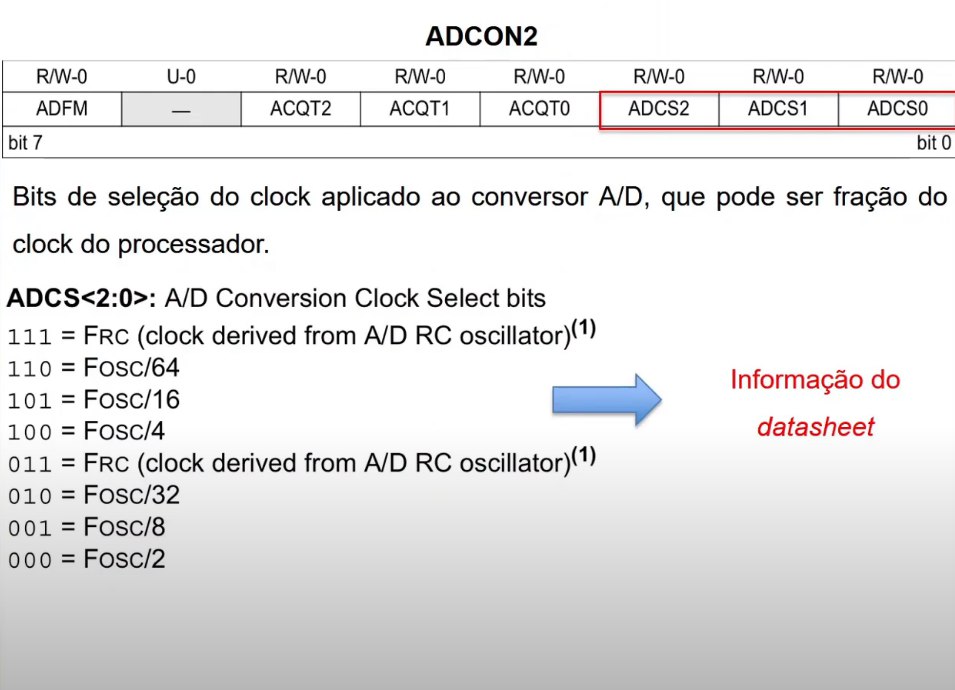 ADCON2
R/W-0 U-0 R/W-0 R/W-0 R/W-0 R/W-0 R/W-0 R/W-0
ADFM — ACQT2 ACQT1 ACQT0 ADCS2 ADCS1 ADCS0
bit 7 bit 0
Bits de seleção do clock aplicado ao conversor A/D, que pode ser fração do
clock do processador.
ADCS<2:0>: A/D Conversion Clock Select bits
111 = FRC (clock derived from A/D RC oscillator)(1)
110 = FOSC/64
101 = FOSC/16
100 = FOSC/4
011 = FRC (clock derived from A/D RC oscillator)(1)
010 = FOSC/32
001 = FOSC/8
000 = FOSC/2
Informação do
datasheet